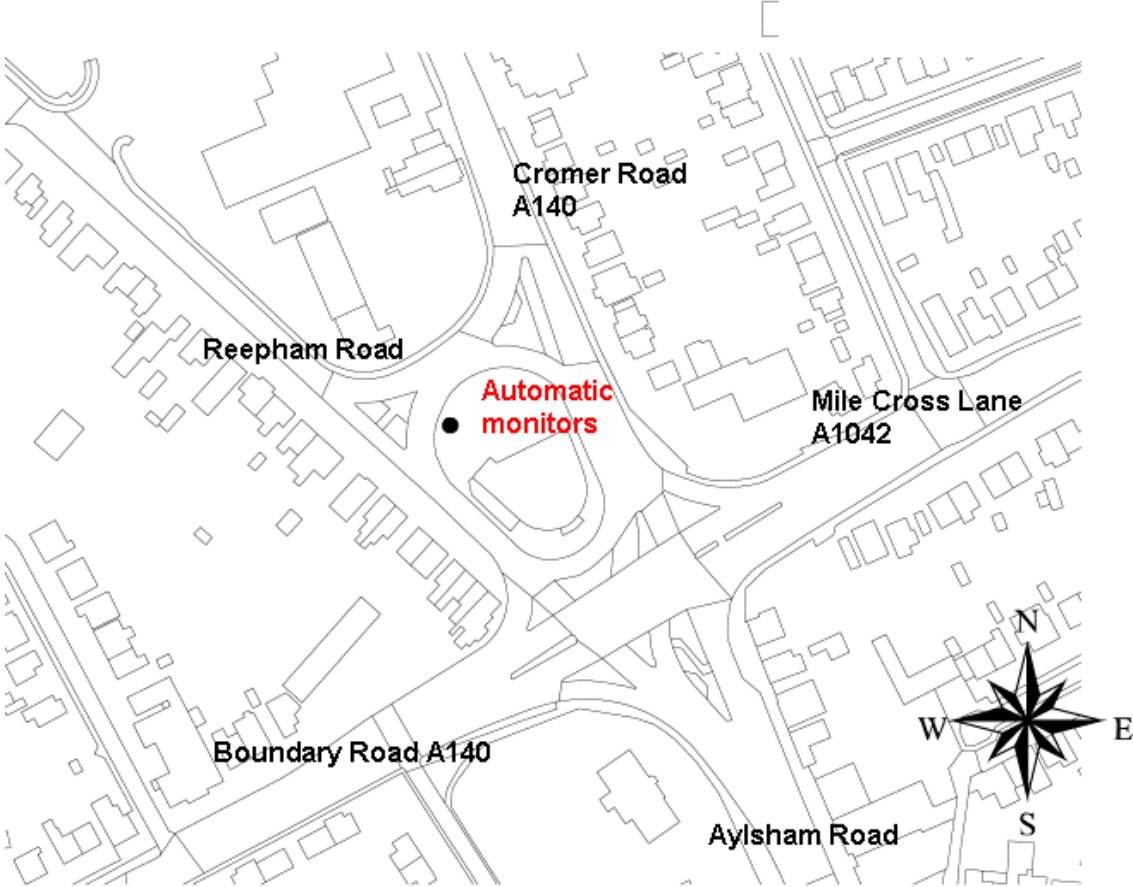 Cromer Road
A140
Reepham Road
Automatic
monitors
Mile Cross Lane
A1042
N
W
E
S
Boundary Road A140
Aylsham Road